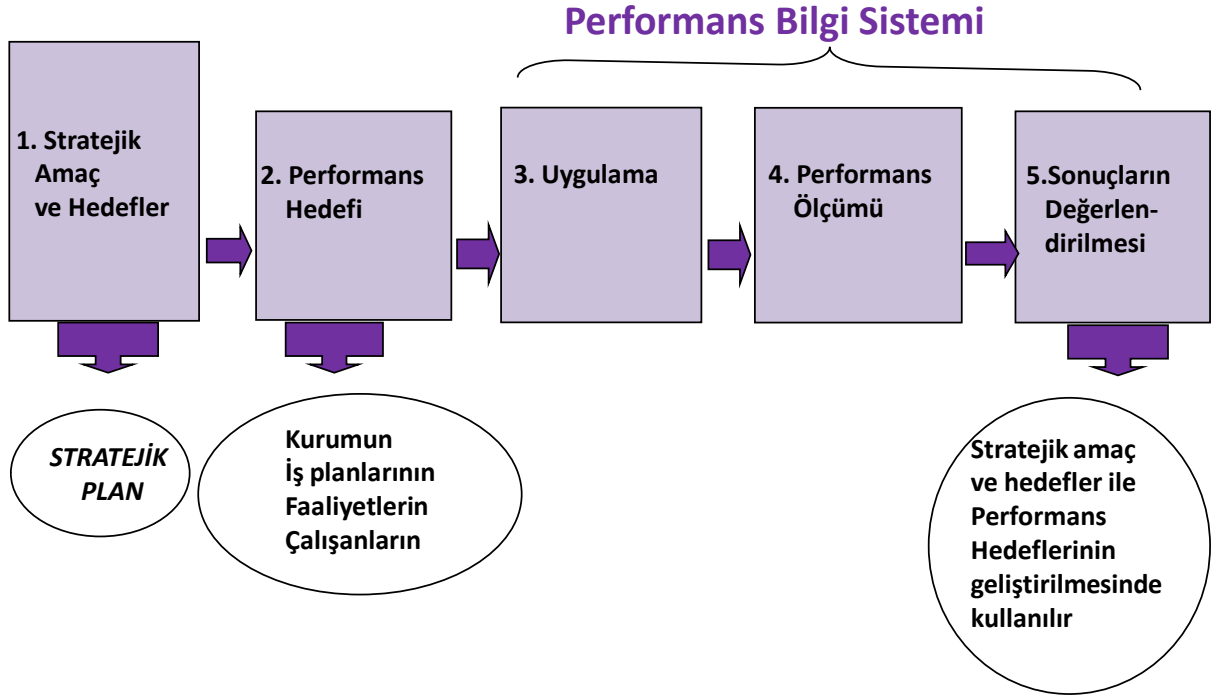 Performans Bilgi Sistemi
1. Stratejik
Amaç
ve Hedefler
2. Performans
Hedefi
3. Uygulama
4. Performans
Ölçümü
5.Sonuçların
Değerlen-
dirilmesi
STRATEJİK
PLAN
Kurumun
İş planlarının
Faaliyetlerin
Çalışanların
Stratejik amaç
ve hedefler ile
Performans
Hedeflerinin
geliştirilmesinde
kullanılır